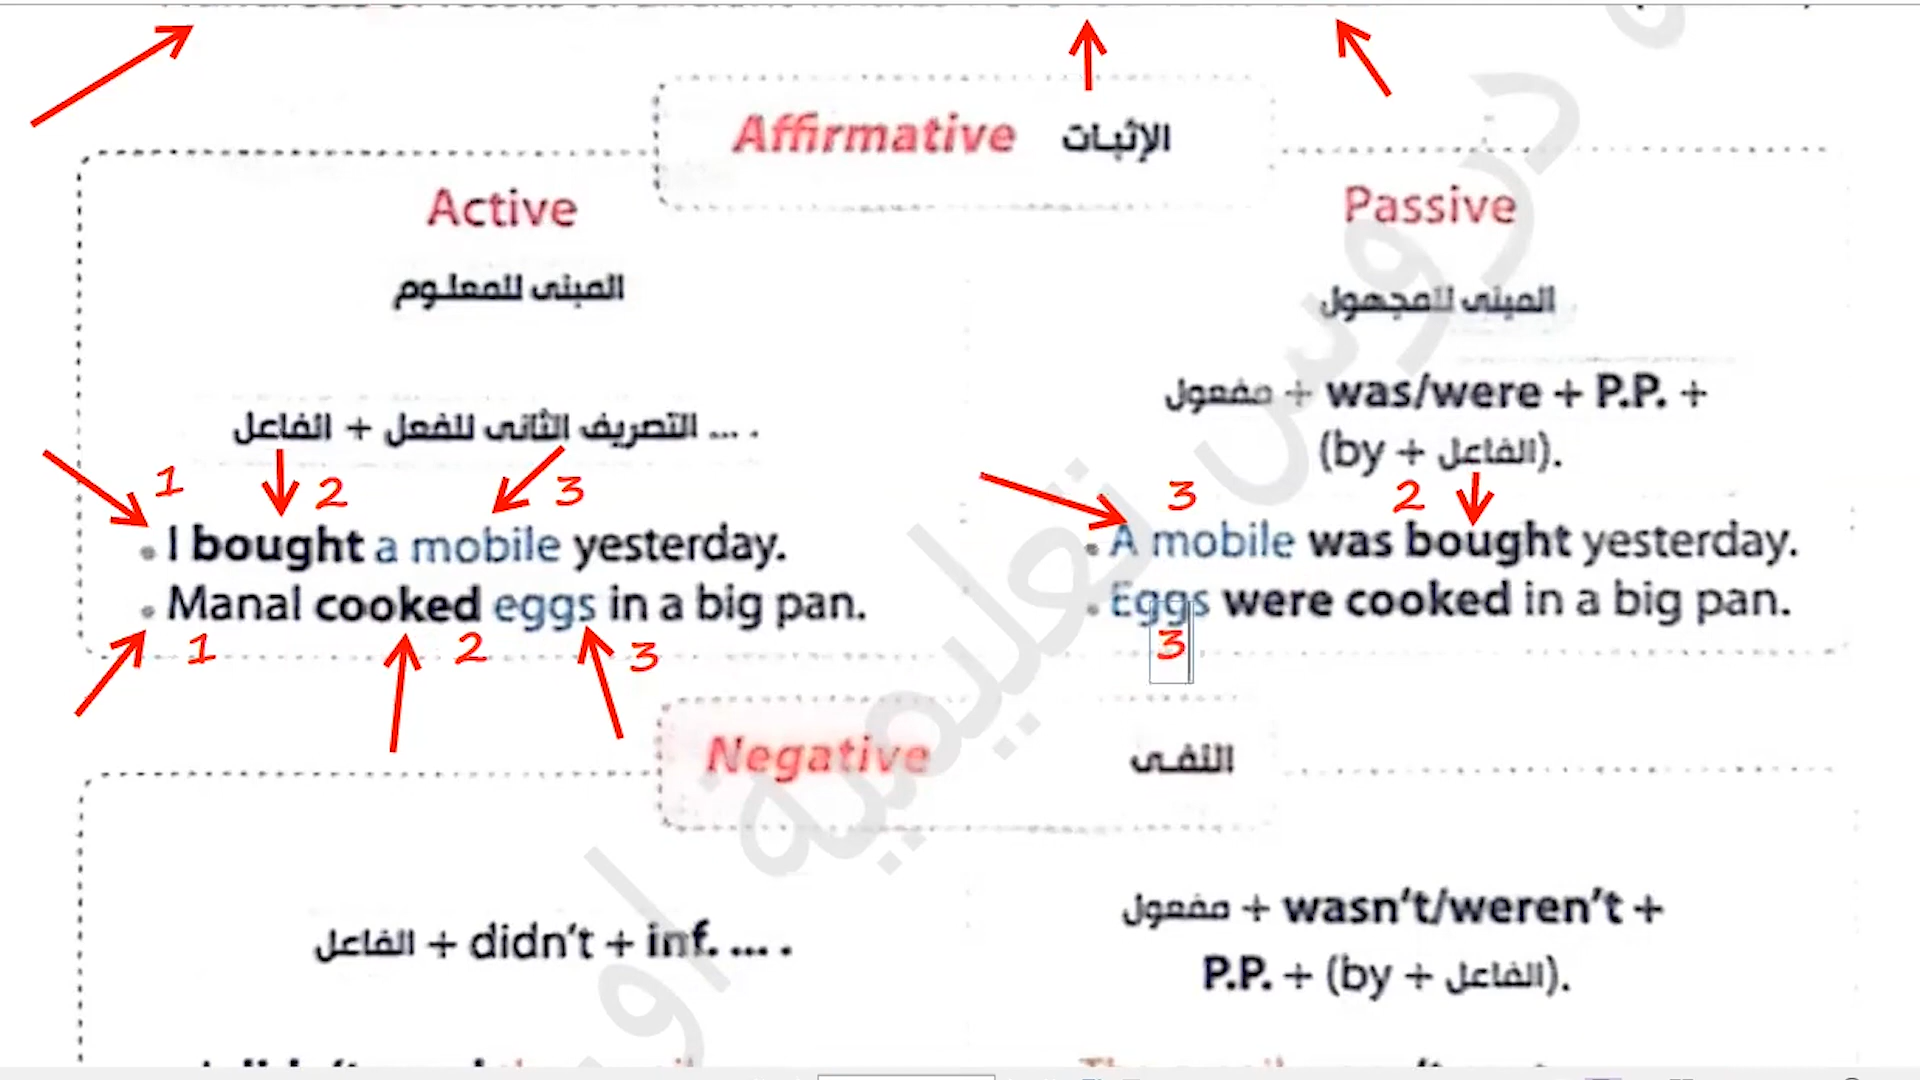 Affirmative الإثبات
Active
المبنى للمعلوم
الفاعل + التصريف الثانى للفعل ... .
1 2 3
• I bought a mobile yesterday.
• Manal cooked eggs in a big pan.
1 2 3
Passive
المبنى للمجهول
مفعول + was/were + P.P. +
(by + الفاعل).
3 2
• A mobile was bought yesterday.
• Eggs were cooked in a big pan.
3
Negative النفى
الفاعل + didn't + inf. ... .
مفعول + wasn't/weren't +
P.P. + (by + الفاعل).
دروس تعليمية